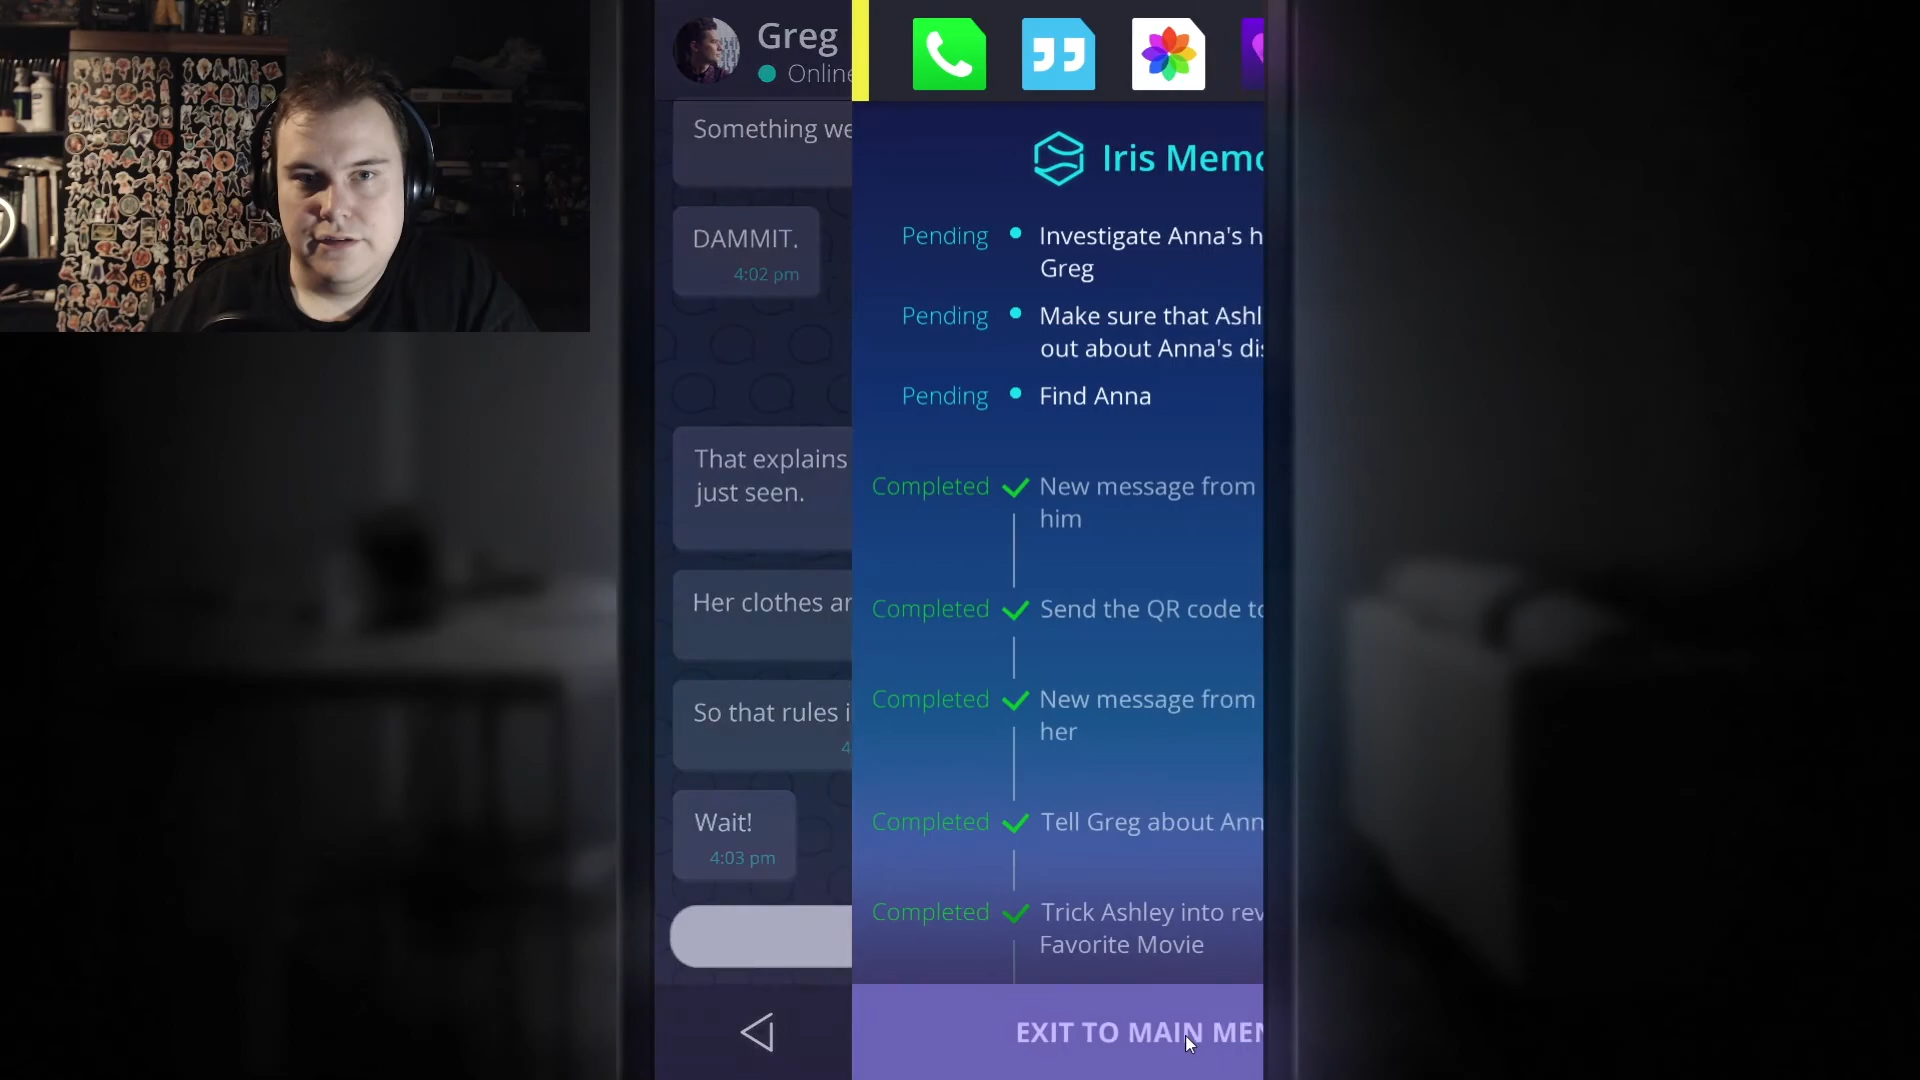 Greg
Online
Something we
DAMMIT.
4:02 pm
That explains
just seen.
Her clothes ar
So that rules i
4
Wait!
4:03 pm
Iris Memo
Pending
Investigate Anna's h
Greg
Pending
Make sure that Ashl
out about Anna's dis
Pending
Find Anna
Completed
New message from
him
Completed
Send the QR code to
Completed
New message from
her
Completed
Tell Greg about Ann
Completed
Trick Ashley into rev
Favorite Movie
EXIT TO MAIN MEN